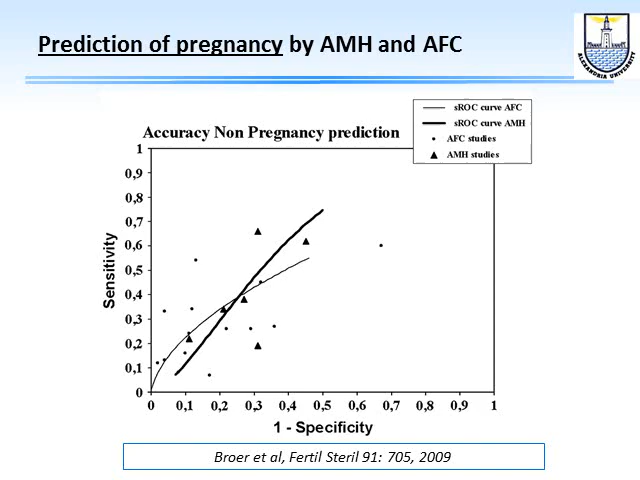 Prediction of pregnancy by AMH and AFC
ALEXANDRIA UNIVERSITY
sROC curve AFC
sROC curve AMH
AFC studies
AMH studies
Accuracy Non Pregnancy prediction
1
0,9
0,8
0,7
0,6
0,5
0,4
0,3
0,2
0,1
0
Sensitivity
0 0,1 0,2 0,3 0,4 0,5 0,6 0,7 0,8 0,9 1
1 - Specificity
Broer et al, Fertil Steril 91: 705, 2009